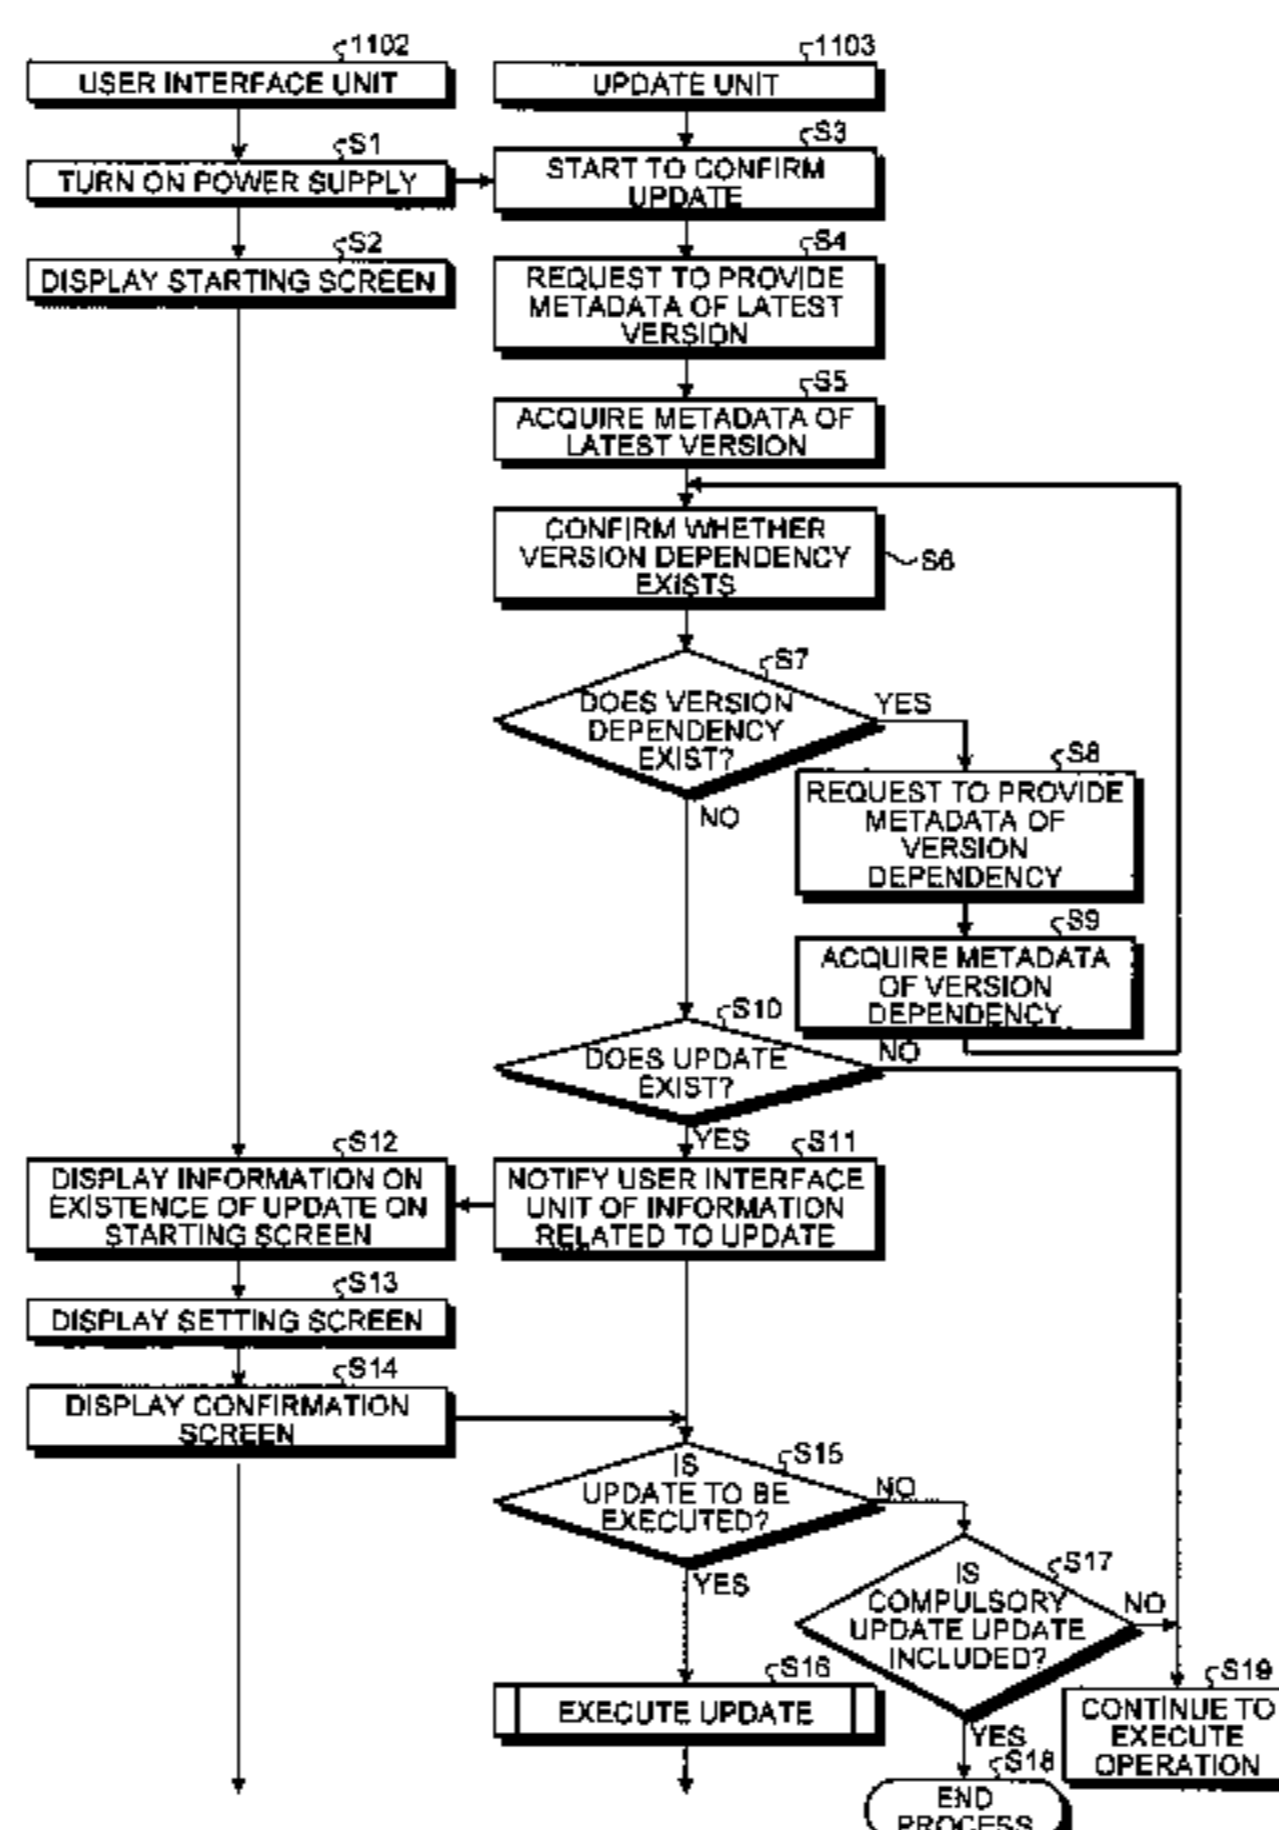 1102
USER INTERFACE UNIT
1103
UPDATE UNIT
S1
TURN ON POWER SUPPLY
S3
START TO CONFIRM
UPDATE
S2
DISPLAY STARTING SCREEN
S4
REQUEST TO PROVIDE
METADATA OF LATEST
VERSION
S5
ACQUIRE METADATA OF
LATEST VERSION
CONFIRM WHETHER
VERSION DEPENDENCY
EXISTS
S6
S7
DOES VERSION
DEPENDENCY
EXIST?
YES
NO
S8
REQUEST TO PROVIDE
METADATA OF
VERSION
DEPENDENCY
S9
ACQUIRE METADATA
OF VERSION
DEPENDENCY
S10
DOES UPDATE
EXIST?
NO
YES
S12
DISPLAY INFORMATION ON
EXISTENCE OF UPDATE ON
STARTING SCREEN
S11
NOTIFY USER INTERFACE
UNIT OF INFORMATION
RELATED TO UPDATE
S13
DISPLAY SETTING SCREEN
S14
DISPLAY CONFIRMATION
SCREEN
S15
IS
UPDATE TO BE
EXECUTED?
NO
YES
S17
IS
COMPULSORY
UPDATE UPDATE
INCLUDED?
NO
YES
S16
EXECUTE UPDATE
S19
CONTINUE TO
EXECUTE
OPERATION
S18
END
PROCESS